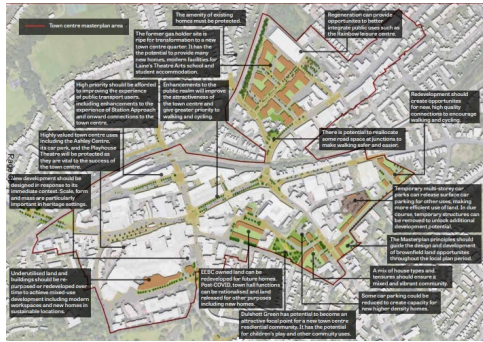 Town centre masterplan area
The amenity of existing
homes must be protected.
Regeneration can provide
opportunities to better
integrate public uses such as
the Rainbow leisure centre.
The former gas holder site is
ripe for transformation to a new
town centre quarter. It has the
potential to provide many
new homes, modern facilities for
Laine's Theatre Arts school and
student accommodation.
High priority should be afforded
to improving the experience
of public transport users,
including enhancements to the
experience of Station Approach
and onward connections to the
town centre.
Enhancements to the
public realm will improve
the attractiveness of
the town centre and
give greater priority to
walking and cycling.
Redevelopment should
create opportunities
for new, high quality
connections to encourage
walking and cycling.
Highly valued town centre uses
including the Ashley Centre,
its car park, and the Playhouse
Theatre will be protected as
they are vital to the success of
the town centre.
There is potential to reallocate
some road space at junctions to
make walking safer and easier.
New development should be
designed in response to its
immediate context. Scale, form
and mass are particularly
important in heritage settings.
Temporary multi-storey car
parks can release surface car
parking for other uses, making
more efficient use of land. In due
course, temporary structures can
be removed to unlock additional
development potential.
The Masterplan principles should
guide the design and development
of brownfield land opportunities
throughout the local plan period.
Underutilised land and
buildings should be re-
purposed or redeveloped over
time to achieve mixed-use
development including modern
workspaces and new homes in
sustainable locations.
EEBC owned land can be
redeveloped for future homes.
Post-COVID, town hall functions
can be rationalised and land
released for other purposes
including new homes.
A mix of house types and
tenures should ensure a
mixed and vibrant community.
Some car parking could be
reduced to create capacity for
new higher density homes.
Dullshott Green has potential to become an
attractive focal point for a new town centre
residential community. It has the potential
for children's play and other community uses.